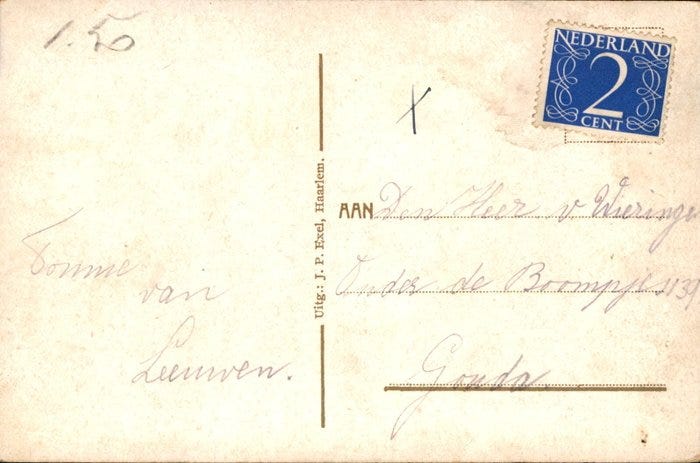 1.50
NEDERLAND
2
CENT
x
Uitg.: J. P. Exel, Haarlem.
AAN Den Heer v Wieringe
Onder de Boompjes 139
Gouda
Tonnie
van
Leeuwen.